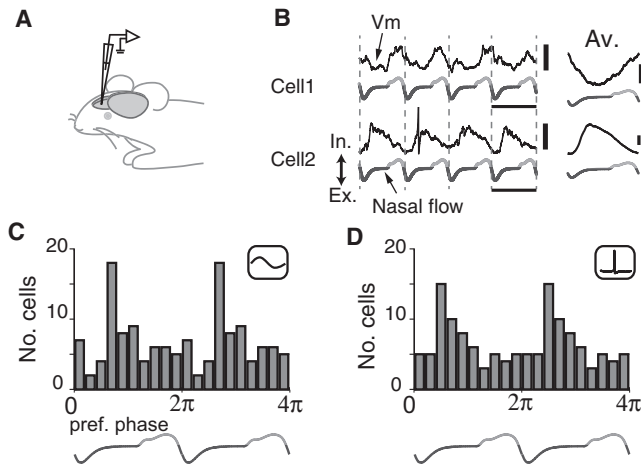 A
B
Vm
Av.
Cell1
Cell2
In.
Ex.
Nasal flow
C
No. cells
20
10
0
0
2π
4π
pref. phase
D
No. cells
20
10
0
0
2π
4π